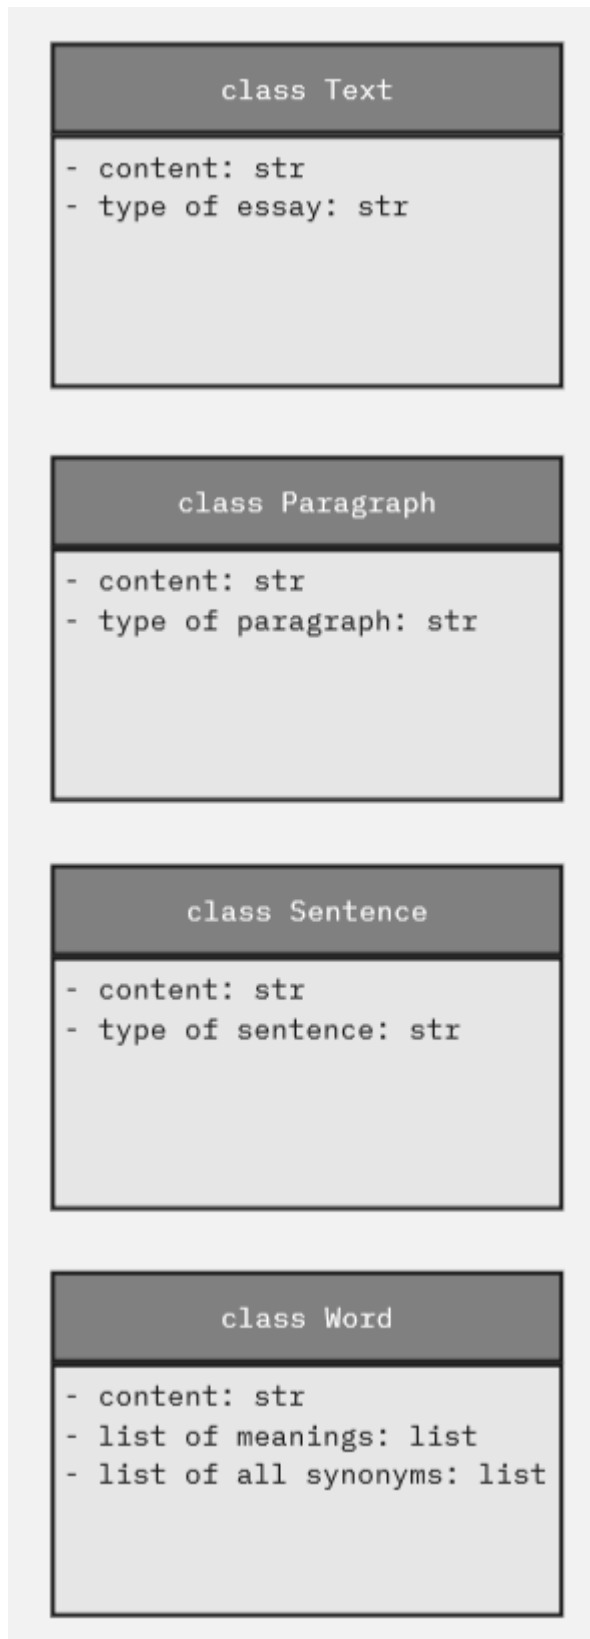 class Text
- content: str
- type of essay: str
class Paragraph
- content: str
- type of paragraph: str
class Sentence
- content: str
- type of sentence: str
class Word
- content: str
- list of meanings: list
- list of all synonyms: list